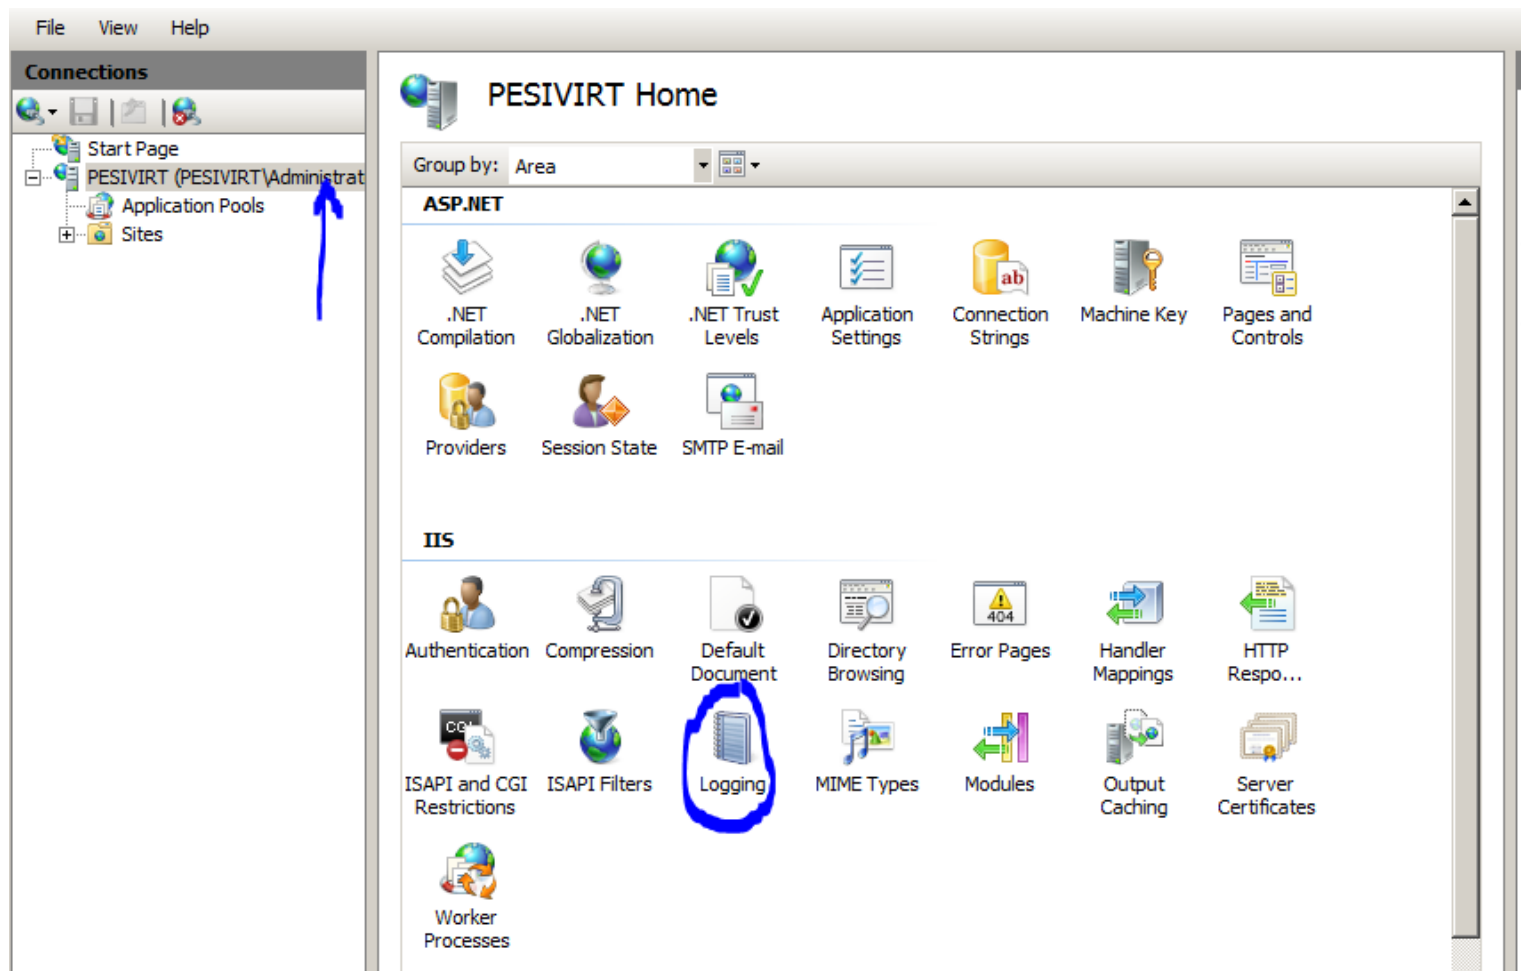 File View Help
Connections
Start Page
PESIVIRT (PESIVIRT\Administrat
Application Pools
Sites
PESIVIRT Home
Group by: Area
ASP.NET
.NET Compilation
.NET Globalization
.NET Trust Levels
Application Settings
Connection Strings
ab
Machine Key
Pages and Controls
Providers
Session State
SMTP E-mail
IIS
Authentication
Compression
Default Document
Directory Browsing
404
Error Pages
Handler Mappings
HTTP Respo...
ISAPI and CGI Restrictions
ISAPI Filters
Logging
MIME Types
Modules
Output Caching
Server Certificates
Worker Processes